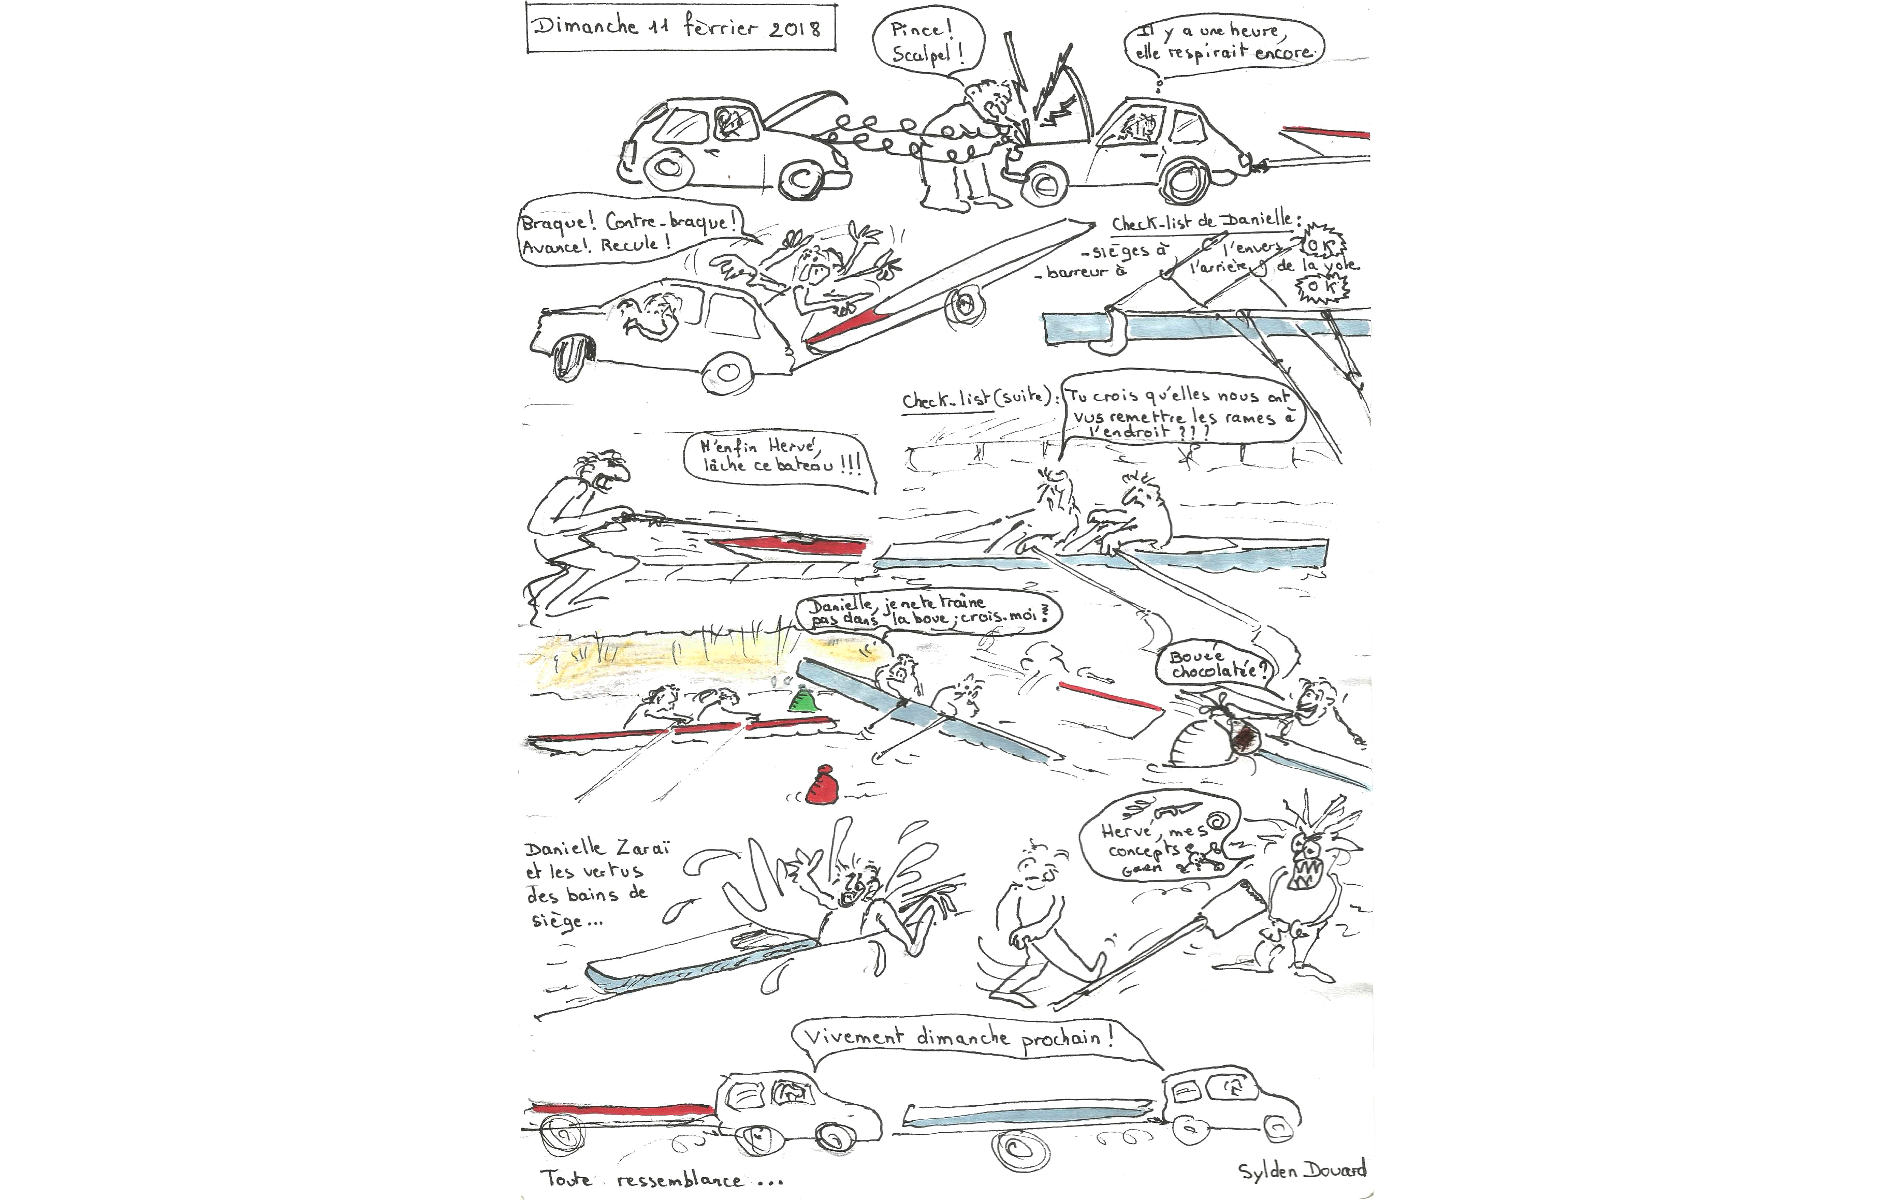 Dimanche 11 fèvrier 2018
Pince!
Scalpel!
Il y a une heure,
elle respirait encore.
Braque! Contre-braque!
Avance! Recule!
Check-list de Danielle:
-sièges à l'envers OK
-barreur à l'arrière de la yole
OK
Check-list (suite):
Tu crois qu'elles nous ont
vus remettre les rames à
l'endroit ???
M'enfin Hervé,
lâche ce bateau!!!
Danielle, je ne te traîne
pas dans la boue; crois-moi!
Bouée
chocolatée?
Danielle Zaraï
et les vertus
des bains de
siège...
Hervé, mes
concepts
Vivement dimanche prochain!
Toute ressemblance ...
Sylden Douard